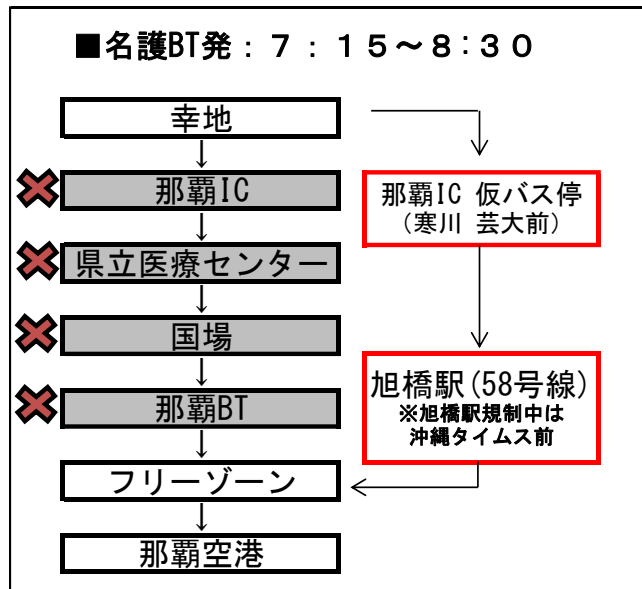 ■名護BT発：７：１５～８：３０
幸地
那覇IC
県立医療センター
国場
那覇BT
フリーゾーン
那覇空港
那覇IC 仮バス停
（寒川 芸大前）
旭橋駅(58号線)
※旭橋駅規制中は
沖縄タイムス前